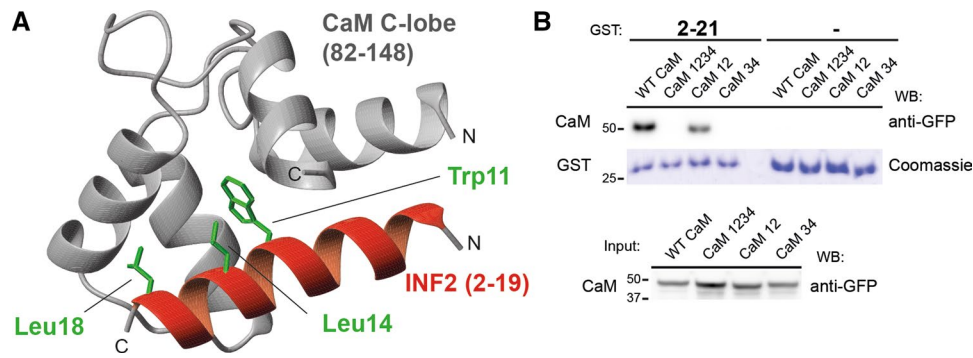 A
CaM C-lobe
(82-148)
N
C
Trp11
N
INF2 (2-19)
Leu18
Leu14
C
B
GST: 2-21 -
WT CaM CaM 1234 CaM 12 CaM 34 WT CaM CaM 1234 CaM 12 CaM 34
WB:
CaM 50- anti-GFP
GST 25- Coomassie
Input: WT CaM CaM 1234 CaM 12 CaM 34
WB:
CaM 50- anti-GFP
37-